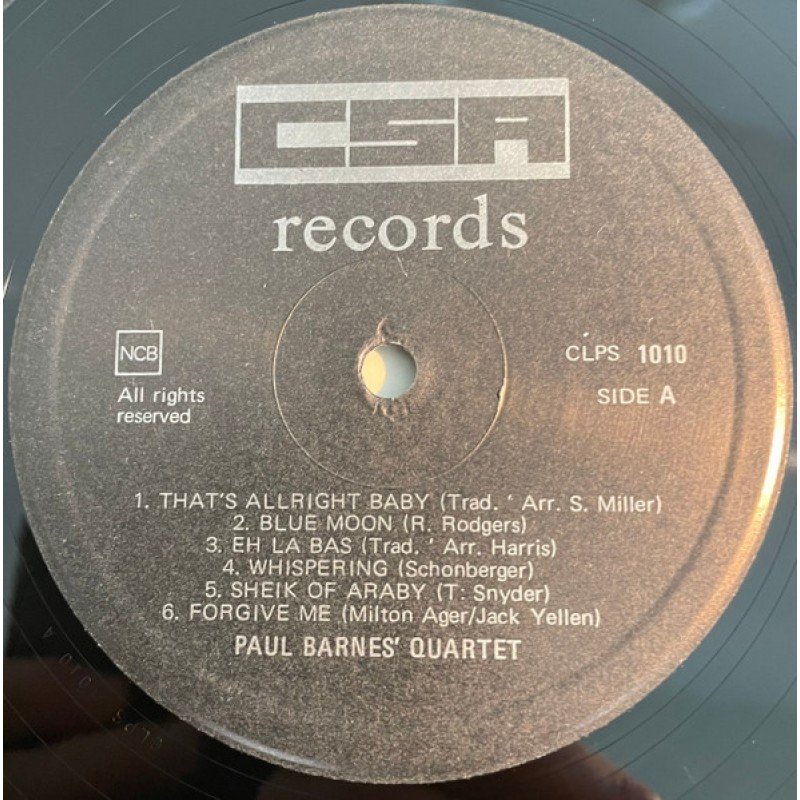 CSA
records
NCB
All rights
reserved
CLPS 1010
SIDE A
1. THAT'S ALLRIGHT BABY (Trad. ' Arr. S. Miller)
2. BLUE MOON (R. Rodgers)
3. EH LA BAS (Trad. ' Arr. Harris)
4. WHISPERING (Schonberger)
5. SHEIK OF ARABY (T: Snyder)
6. FORGIVE ME (Milton Ager/Jack Yellen)
PAUL BARNES' QUARTET